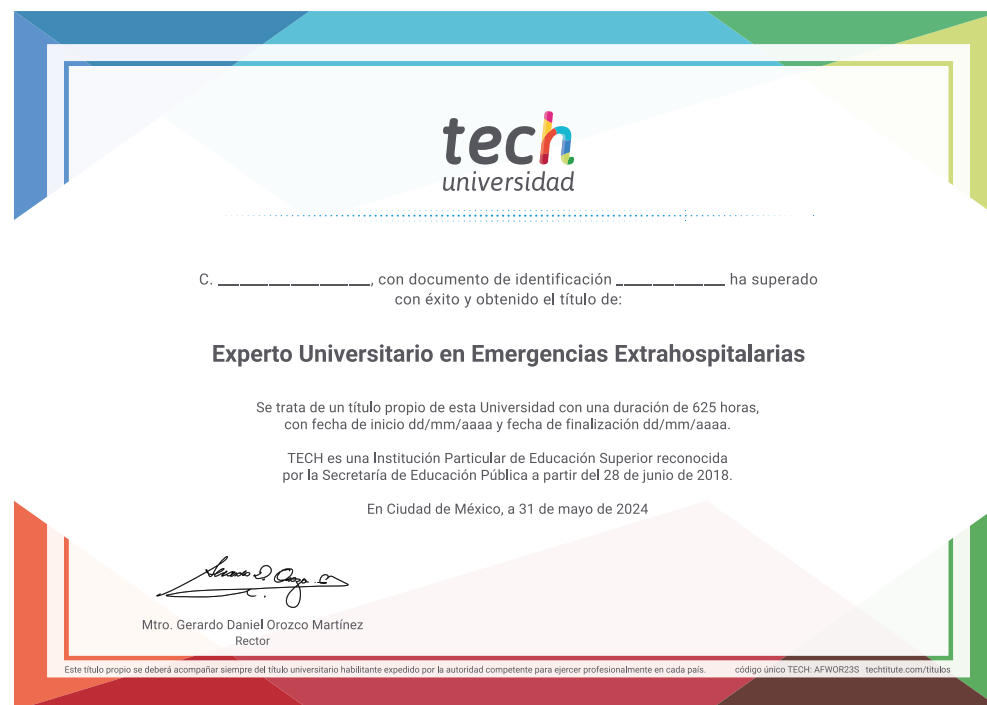 tech
universidad
C. __________________, con documento de identificación _____________ ha superado
con éxito y obtenido el título de:
Experto Universitario en Emergencias Extrahospitalarias
Se trata de un título propio de esta Universidad con una duración de 625 horas,
con fecha de inicio dd/mm/aaaa y fecha de finalización dd/mm/aaaa.
TECH es una Institución Particular de Educación Superior reconocida
por la Secretaría de Educación Pública a partir del 28 de junio de 2018.
En Ciudad de México, a 31 de mayo de 2024
Mtro. Gerardo Daniel Orozco Martínez
Rector
Este título propio se deberá acompañar siempre del título universitario habilitante expedido por la autoridad competente para ejercer profesionalmente en cada país. código único TECH: AFWOR23S techtitute.com/titulos